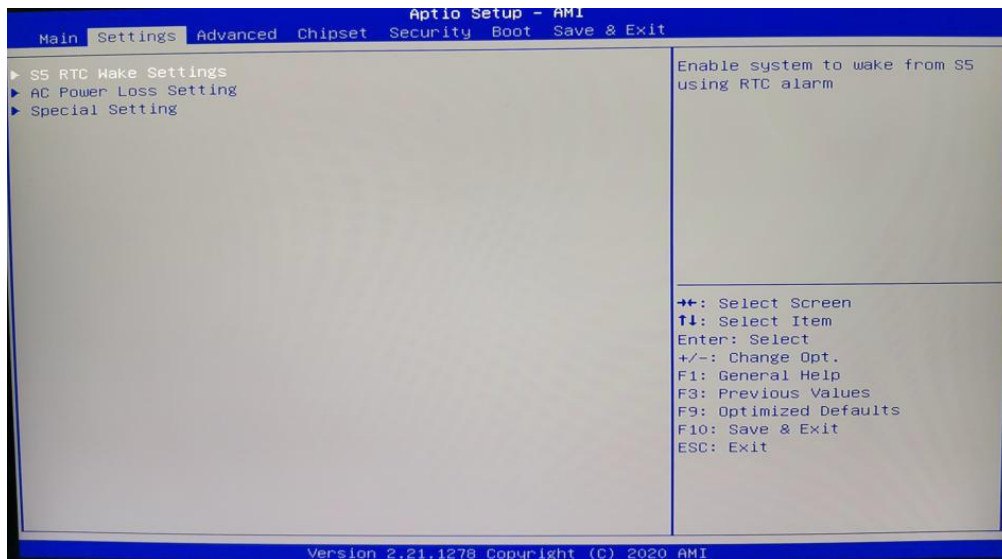 Aptio Setup - AMI
Main Settings Advanced Chipset Security Boot Save & Exit
▶ S5 RTC Wake Settings
▶ AC Power Loss Setting
▶ Special Setting
Enable system to wake from S5
using RTC alarm
→←: Select Screen
↑↓: Select Item
Enter: Select
+/-: Change Opt.
F1: General Help
F3: Previous Values
F9: Optimized Defaults
F10: Save & Exit
ESC: Exit
Version 2.21.1278 Copyright (C) 2020 AMI